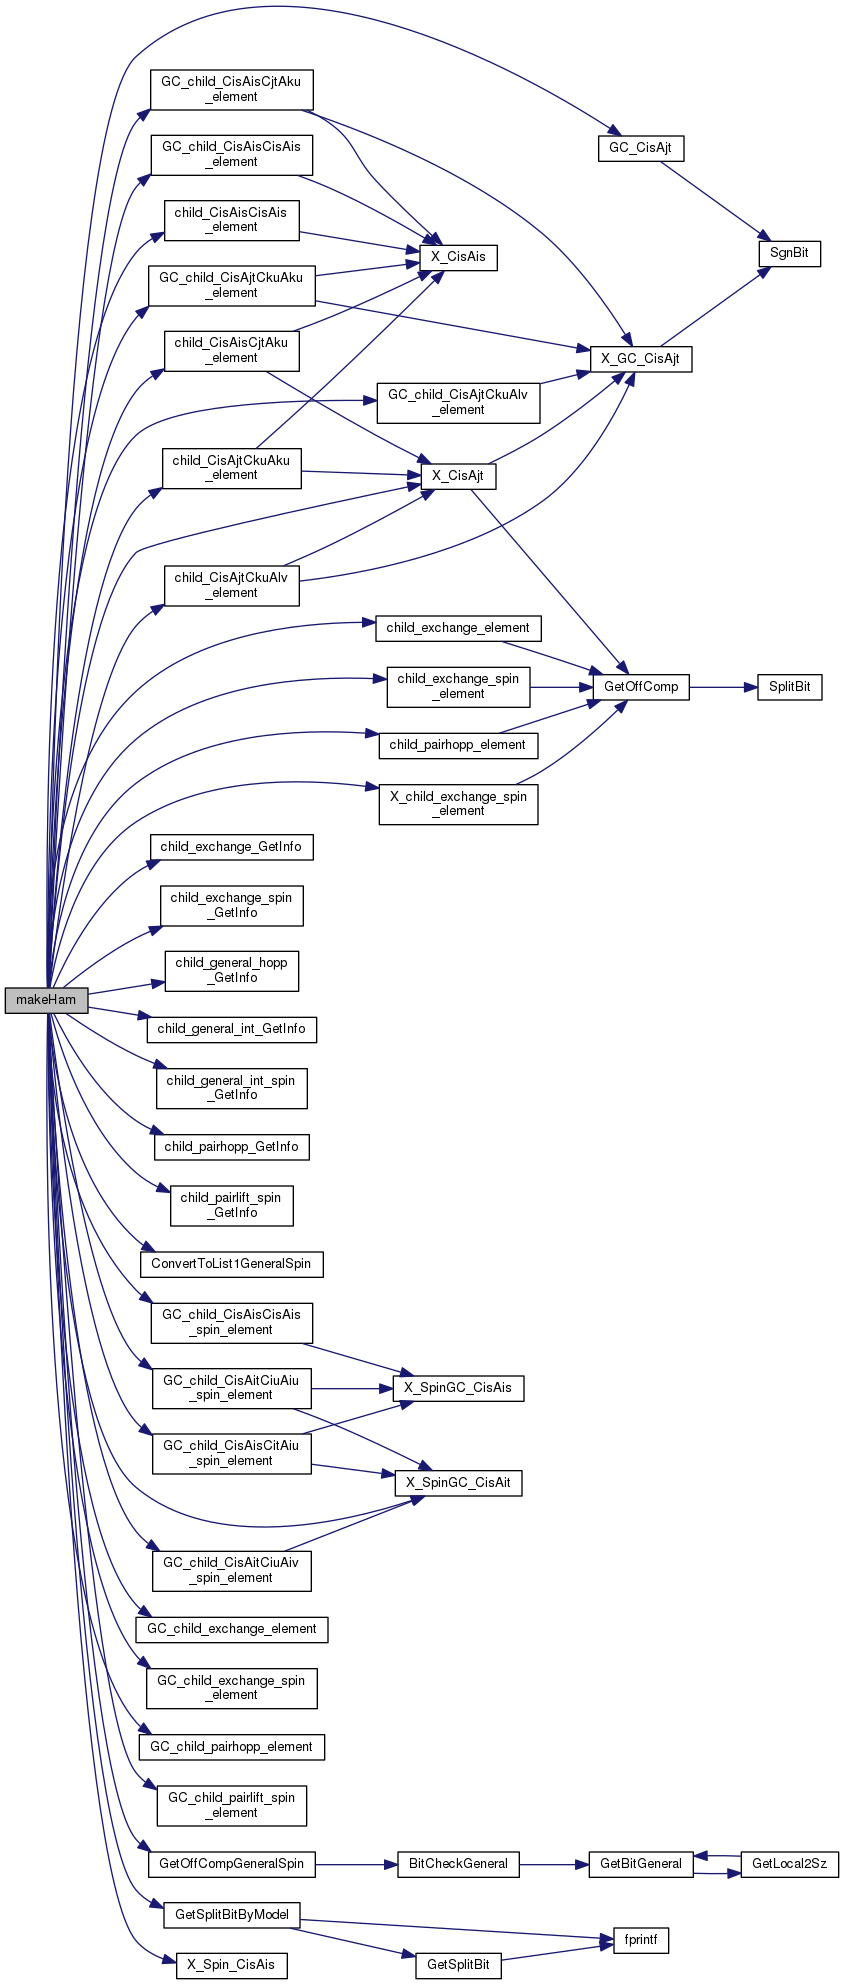 GC_child_CisAisCjtAku
_element
GC_CisAjt
GC_child_CisAisCisAis
_element
child_CisAisCisAis
_element
X_CisAis
SgnBit
GC_child_CisAjtCkuAku
_element
child_CisAisCjtAku
_element
X_GC_CisAjt
GC_child_CisAjtCkuAlv
_element
child_CisAjtCkuAku
_element
X_CisAjt
child_CisAjtCkuAlv
_element
child_exchange_element
child_exchange_spin
_element
GetOffComp
SplitBit
child_pairhopp_element
X_child_exchange_spin
_element
child_exchange_GetInfo
child_exchange_spin
_GetInfo
child_general_hopp
_GetInfo
makeHam
child_general_int_GetInfo
child_general_int_spin
_GetInfo
child_pairhopp_GetInfo
child_pairlift_spin
_GetInfo
ConvertToList1GeneralSpin
GC_child_CisAisCisAis
_spin_element
GC_child_CisAitCiuAiu
_spin_element
X_SpinGC_CisAis
GC_child_CisAisCitAiu
_spin_element
X_SpinGC_CisAit
GC_child_CisAitCiuAiv
_spin_element
GC_child_exchange_element
GC_child_exchange_spin
_element
GC_child_pairhopp_element
GC_child_pairlift_spin
_element
GetOffCompGeneralSpin
BitCheckGeneral
GetBitGeneral
GetLocal2Sz
GetSplitBitByModel
fprintf
X_Spin_CisAis
GetSplitBit